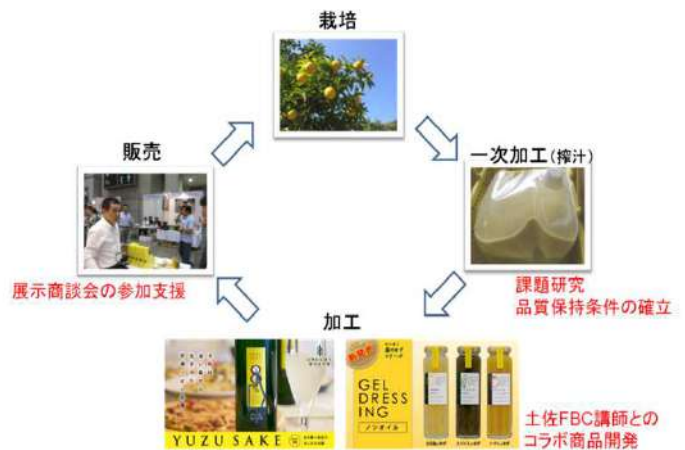 栽培
販売
一次加工(搾汁)
展示商談会の参加支援
課題研究
品質保持条件の確立
加工
新発売
GEL
DRESS
ING
ノンオイル
YUZU SAKE
土佐FBC講師との
コラボ商品開発